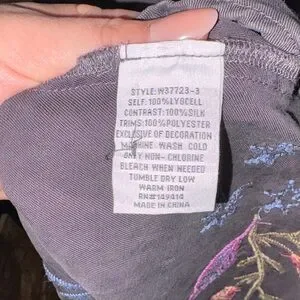 STYLE: W37723-3
SELF: 100%LYOCELL
CONTRAST: 100%SILK
TRIMS: 100%POLYESTER
EXCLUSIVE OF DECORATION
MACHINE WASH COLD
ONLY NON- CHLORINE
BLEACH WHEN NEEDED
TUMBLE DRY LOW
WARM IRON
RN#149414
MADE IN CHINA